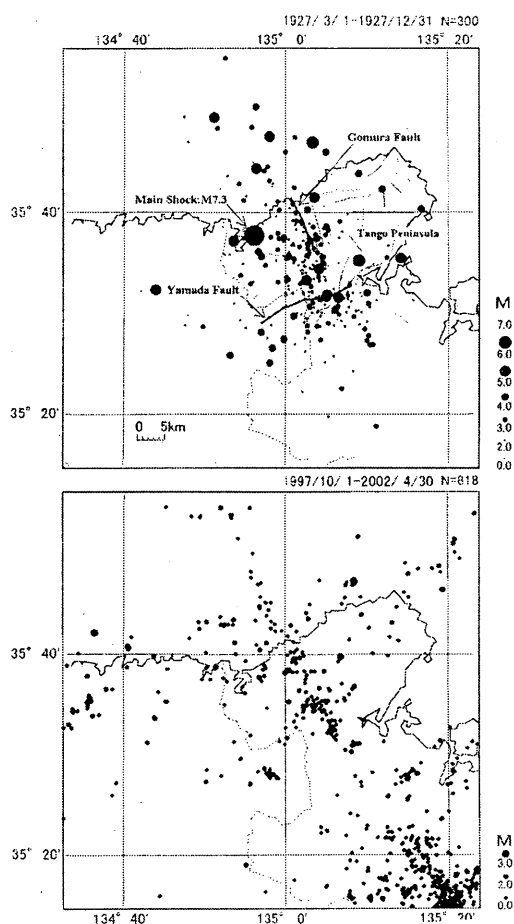 1927/ 3/ 1-1927/12/31 N=300
134° 40' 135° 0' 135° 20'
Gomura Fault
35° 40'
Main Shock:M7.3
Tango Peninsula
Yamada Fault
M
7.0
6.0
5.0
4.0
3.0
2.0
0.0
35° 20'
0 5km
1997/10/ 1-2002/ 4/30 N=818
35° 40'
35° 20'
M
3.0
2.0
0.0
134° 40' 135° 0' 135° 20'